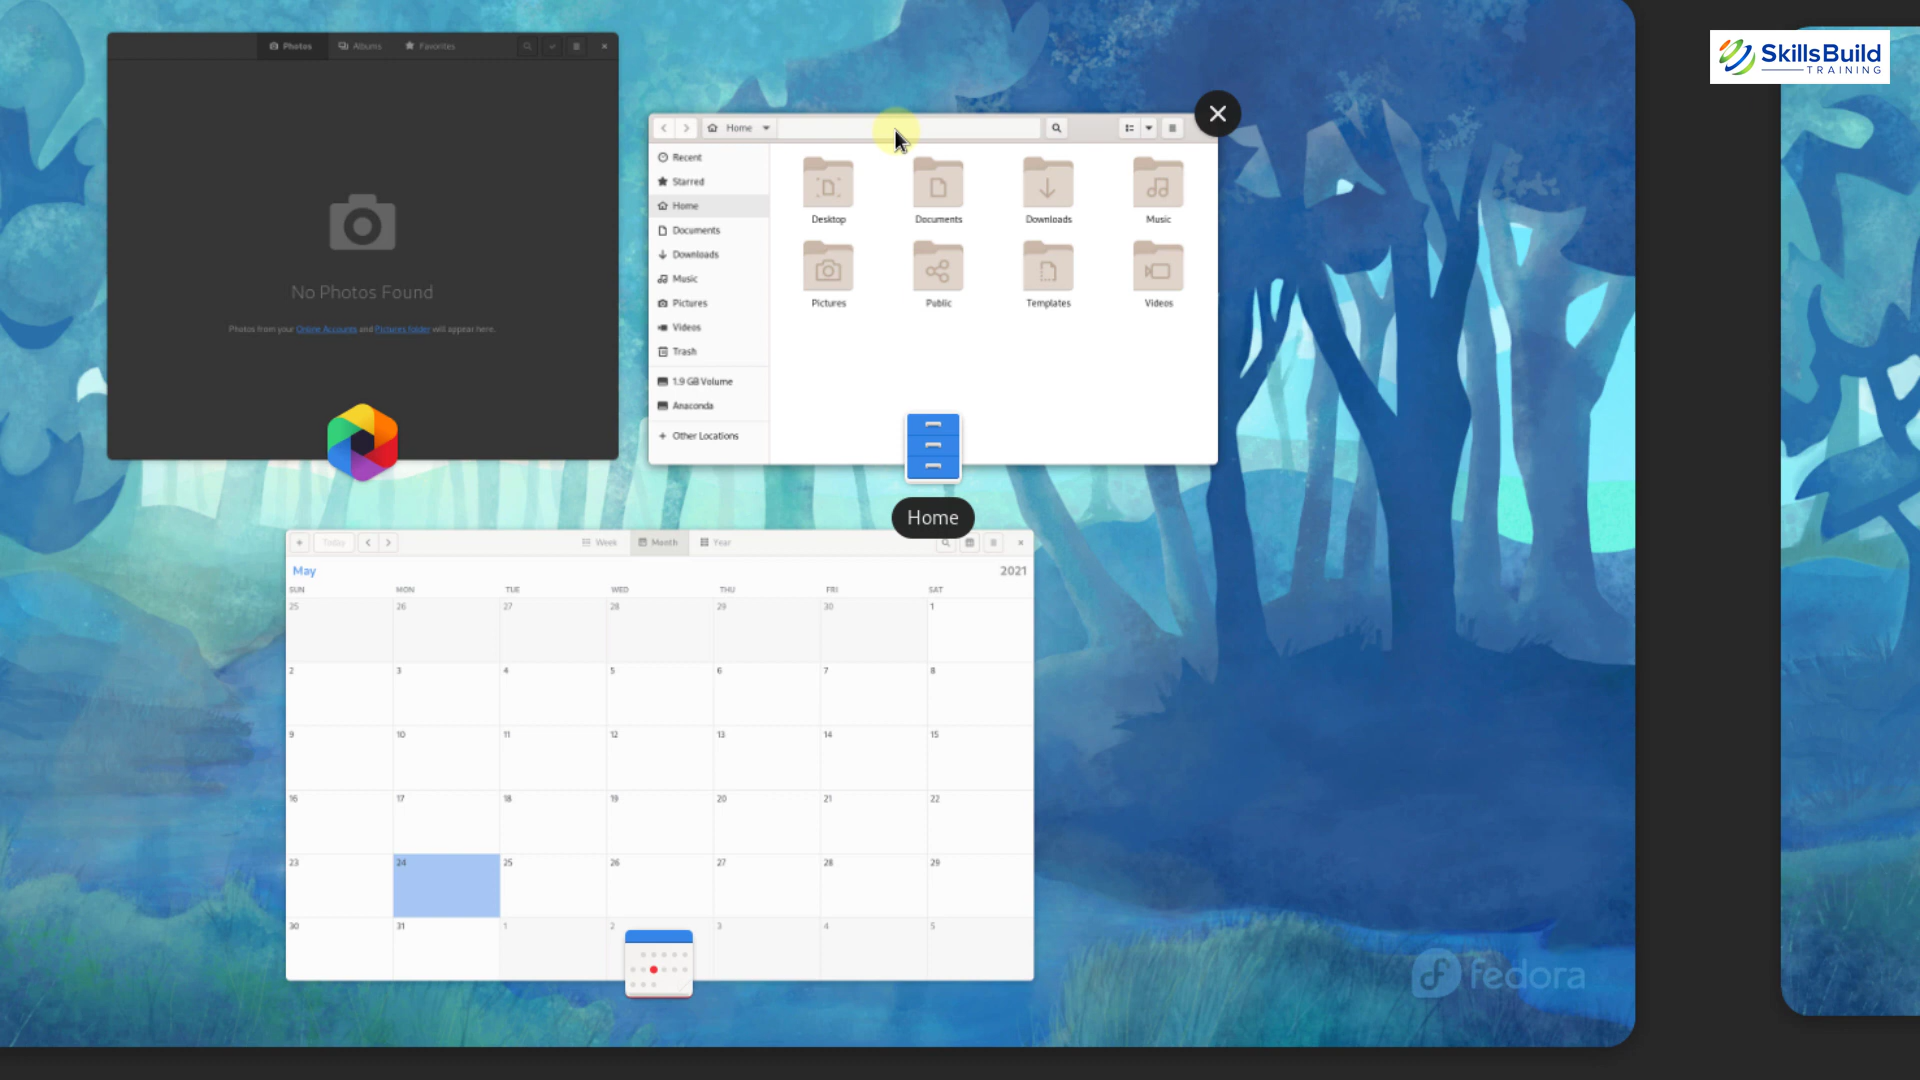 SkillsBuild
TRAINING
Photos Albums Favorites
No Photos Found
Photos from your Online Accounts and Pictures folder will appear here.
Home
Recent
Starred
Home
Documents
Downloads
Music
Pictures
Videos
Trash
1.9 GB Volume
Anaconda
Other Locations
Desktop Documents Downloads Music
Pictures Public Templates Videos
Home
Today Week Month Year
May 2021
SUN MON TUE WED THU FRI SAT
25 26 27 28 29 30 1
2 3 4 5 6 7 8
9 10 11 12 13 14 15
16 17 18 19 20 21 22
23 24 25 26 27 28 29
30 31 1 2 3 4 5
fedora